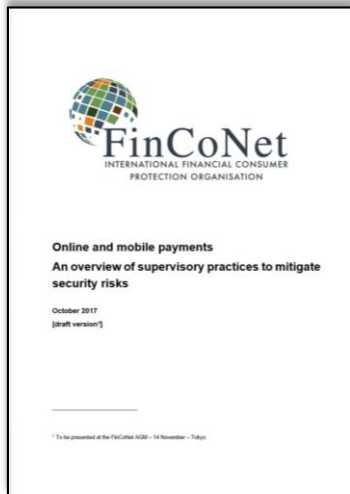 FinCoNet
INTERNATIONAL FINANCIAL CONSUMER
PROTECTION ORGANISATION
Online and mobile payments
An overview of supervisory practices to mitigate
security risks
October 2017
[draft version¹]
¹ To be presented at the FinCoNet AGM – 14 November – Tokyo.